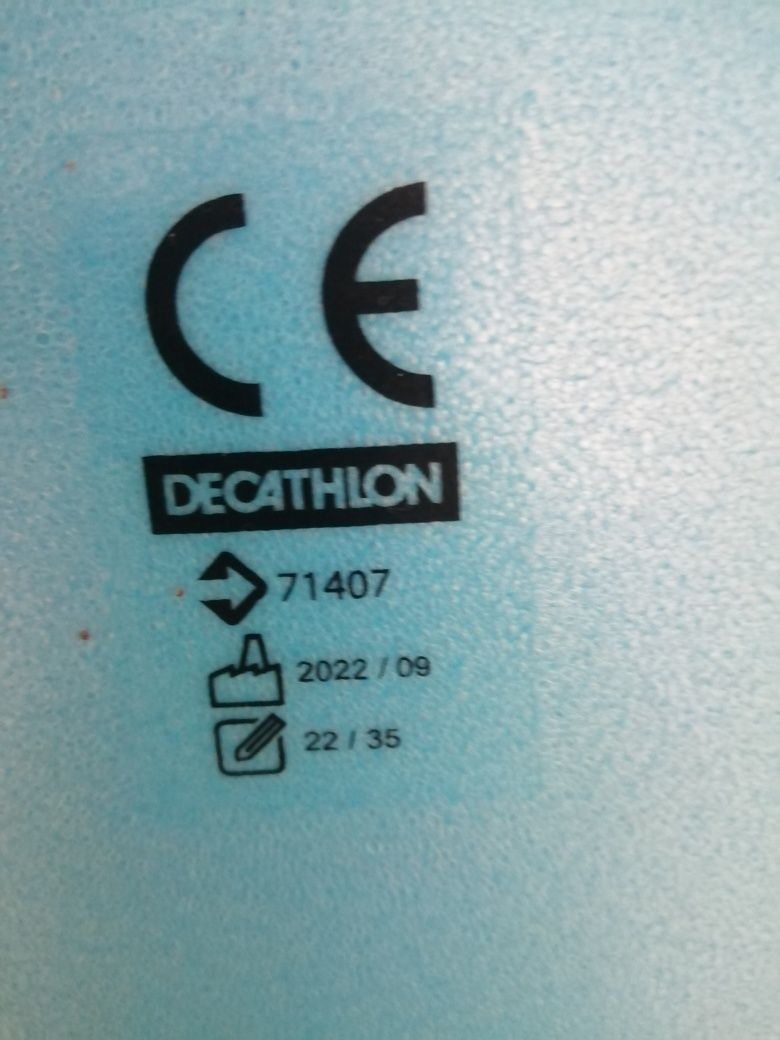 CE
DECATHLON
71407
2022 / 09
22 / 35